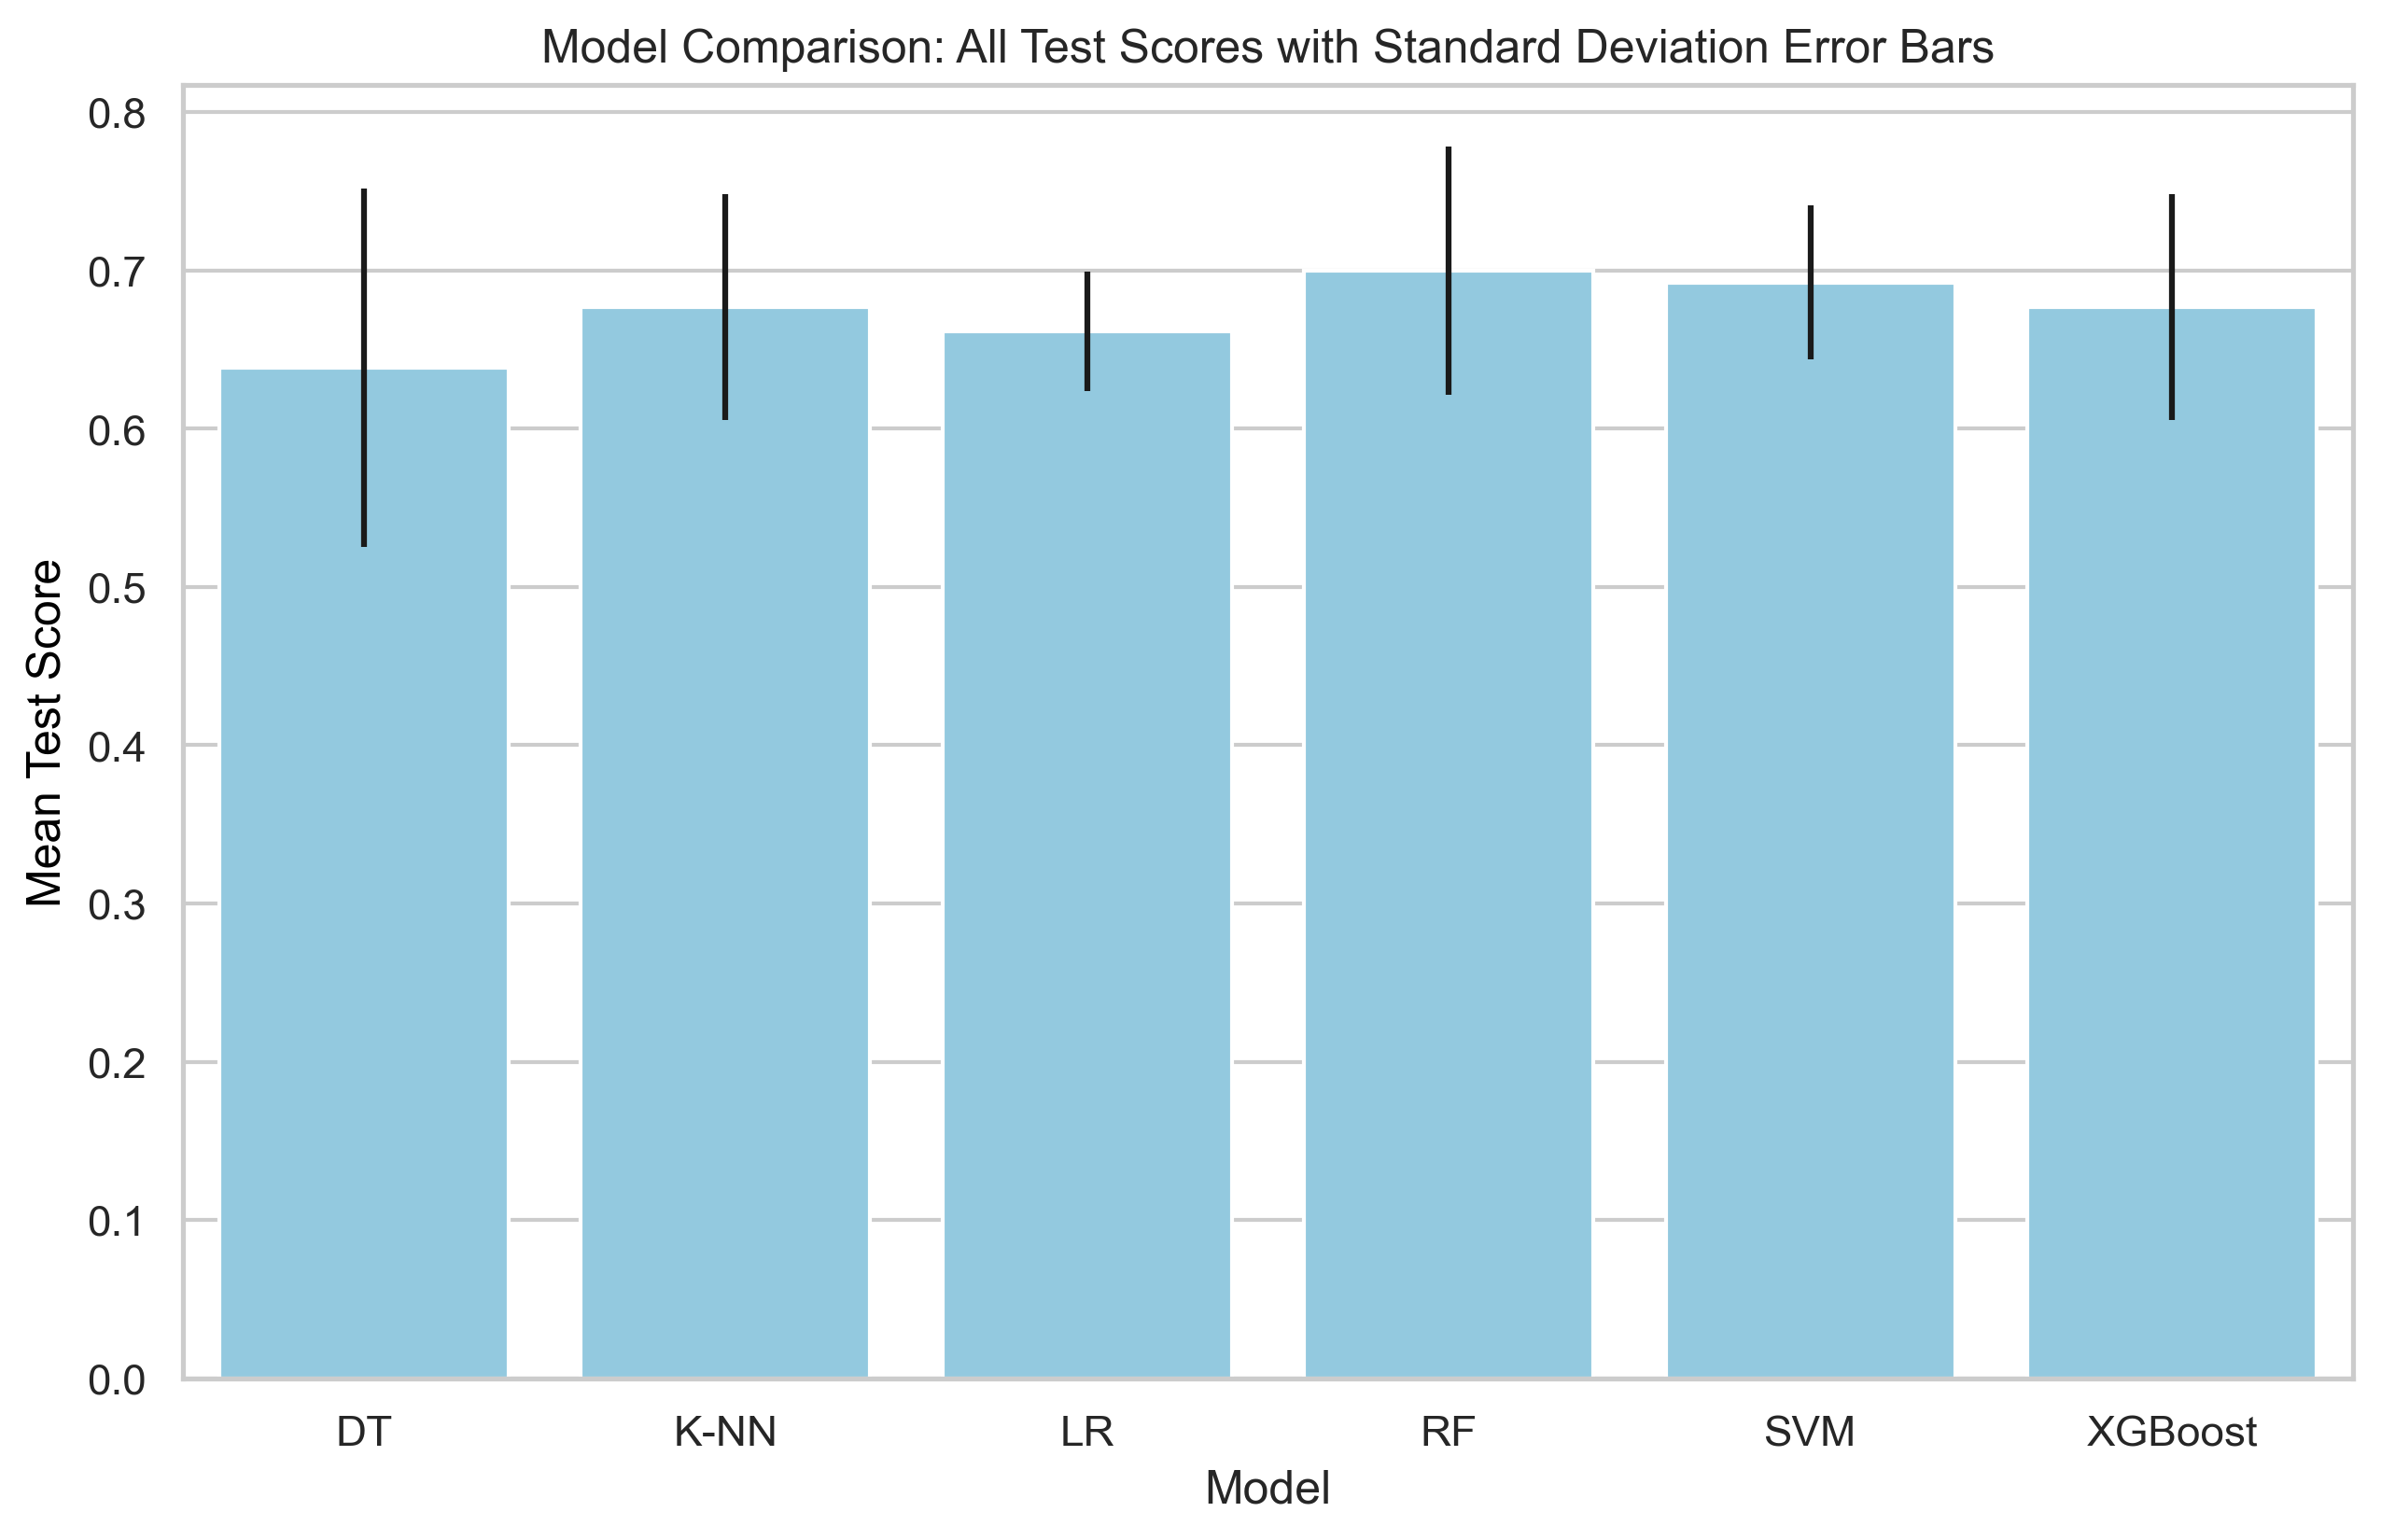 Model Comparison: All Test Scores with Standard Deviation Error Bars
Mean Test Score
0.8
0.7
0.6
0.5
0.4
0.3
0.2
0.1
0.0
DT K-NN LR RF SVM XGBoost
Model